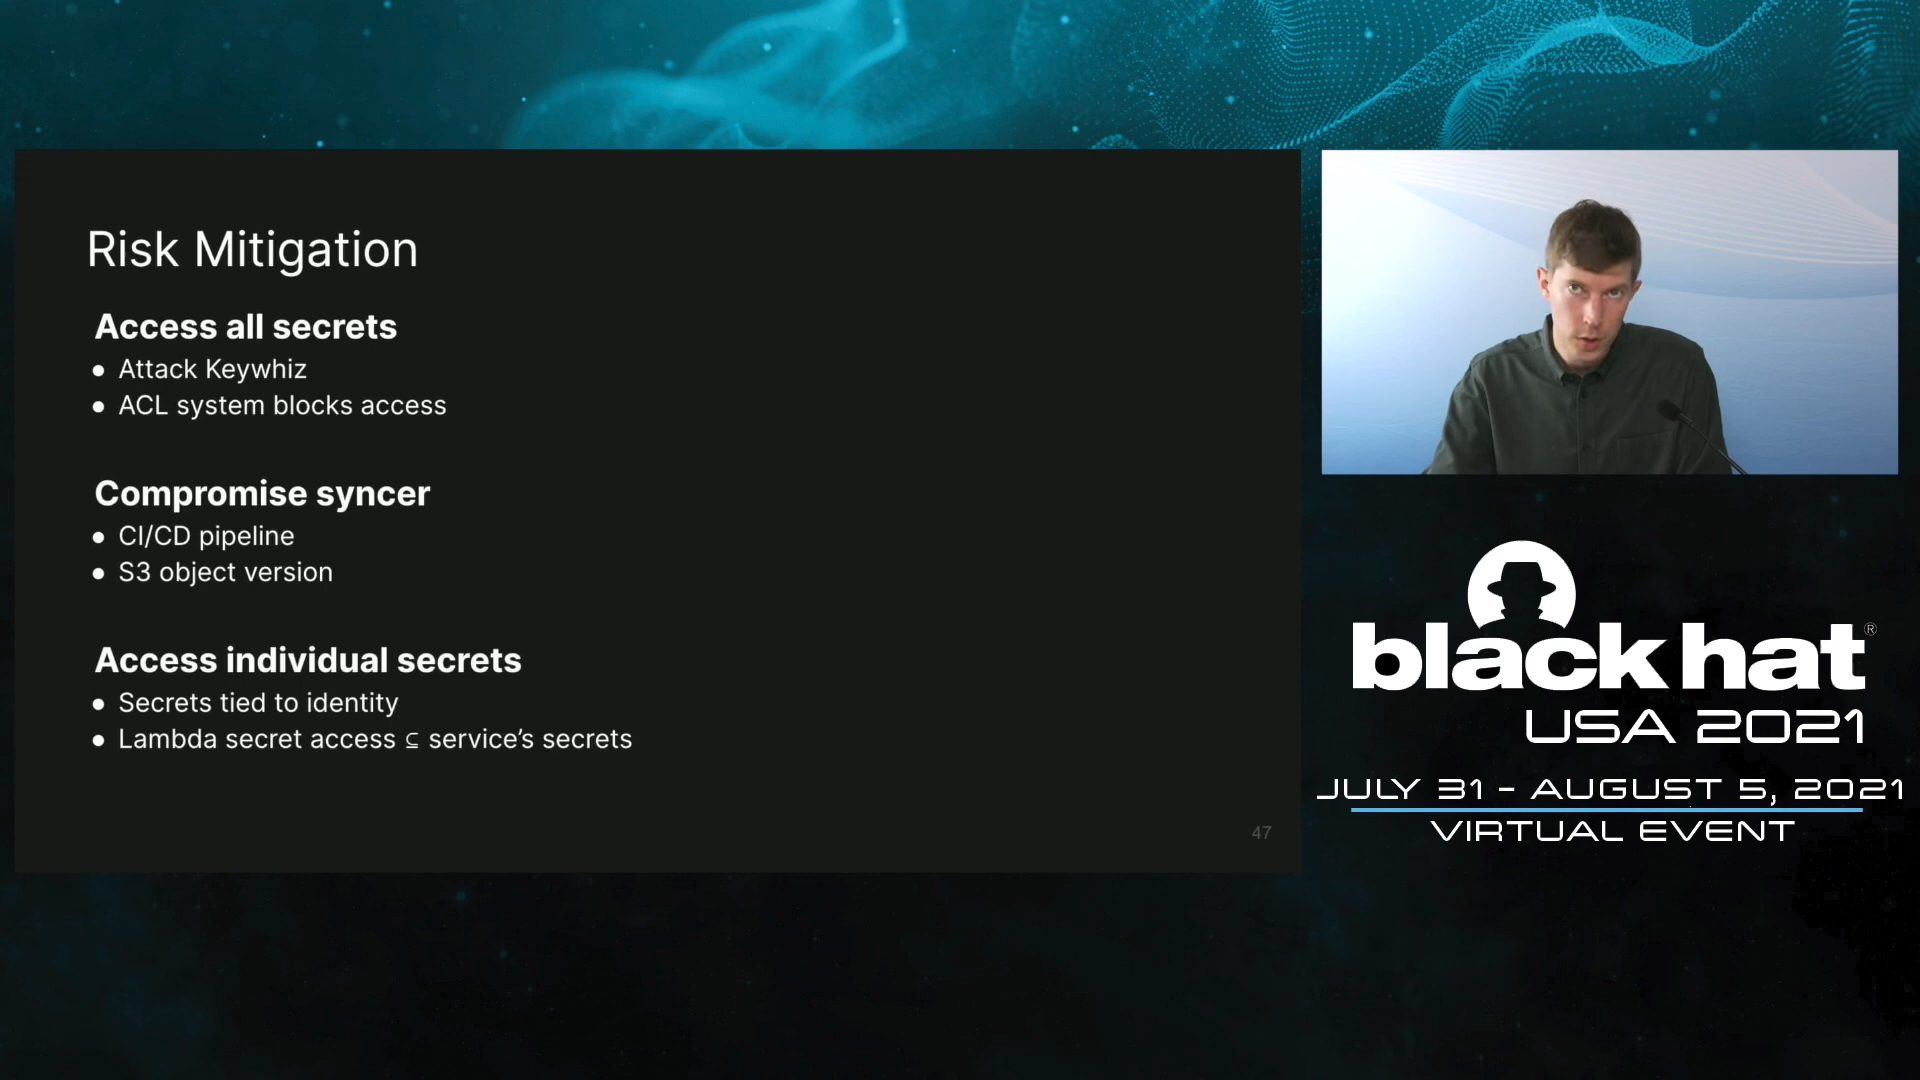 Risk Mitigation
Access all secrets
● Attack Keywhiz
● ACL system blocks access
Compromise syncer
● CI/CD pipeline
● S3 object version
Access individual secrets
● Secrets tied to identity
● Lambda secret access ⊆ service’s secrets
47
black hat®
USA 2021
JULY 31 - AUGUST 5, 2021
VIRTUAL EVENT